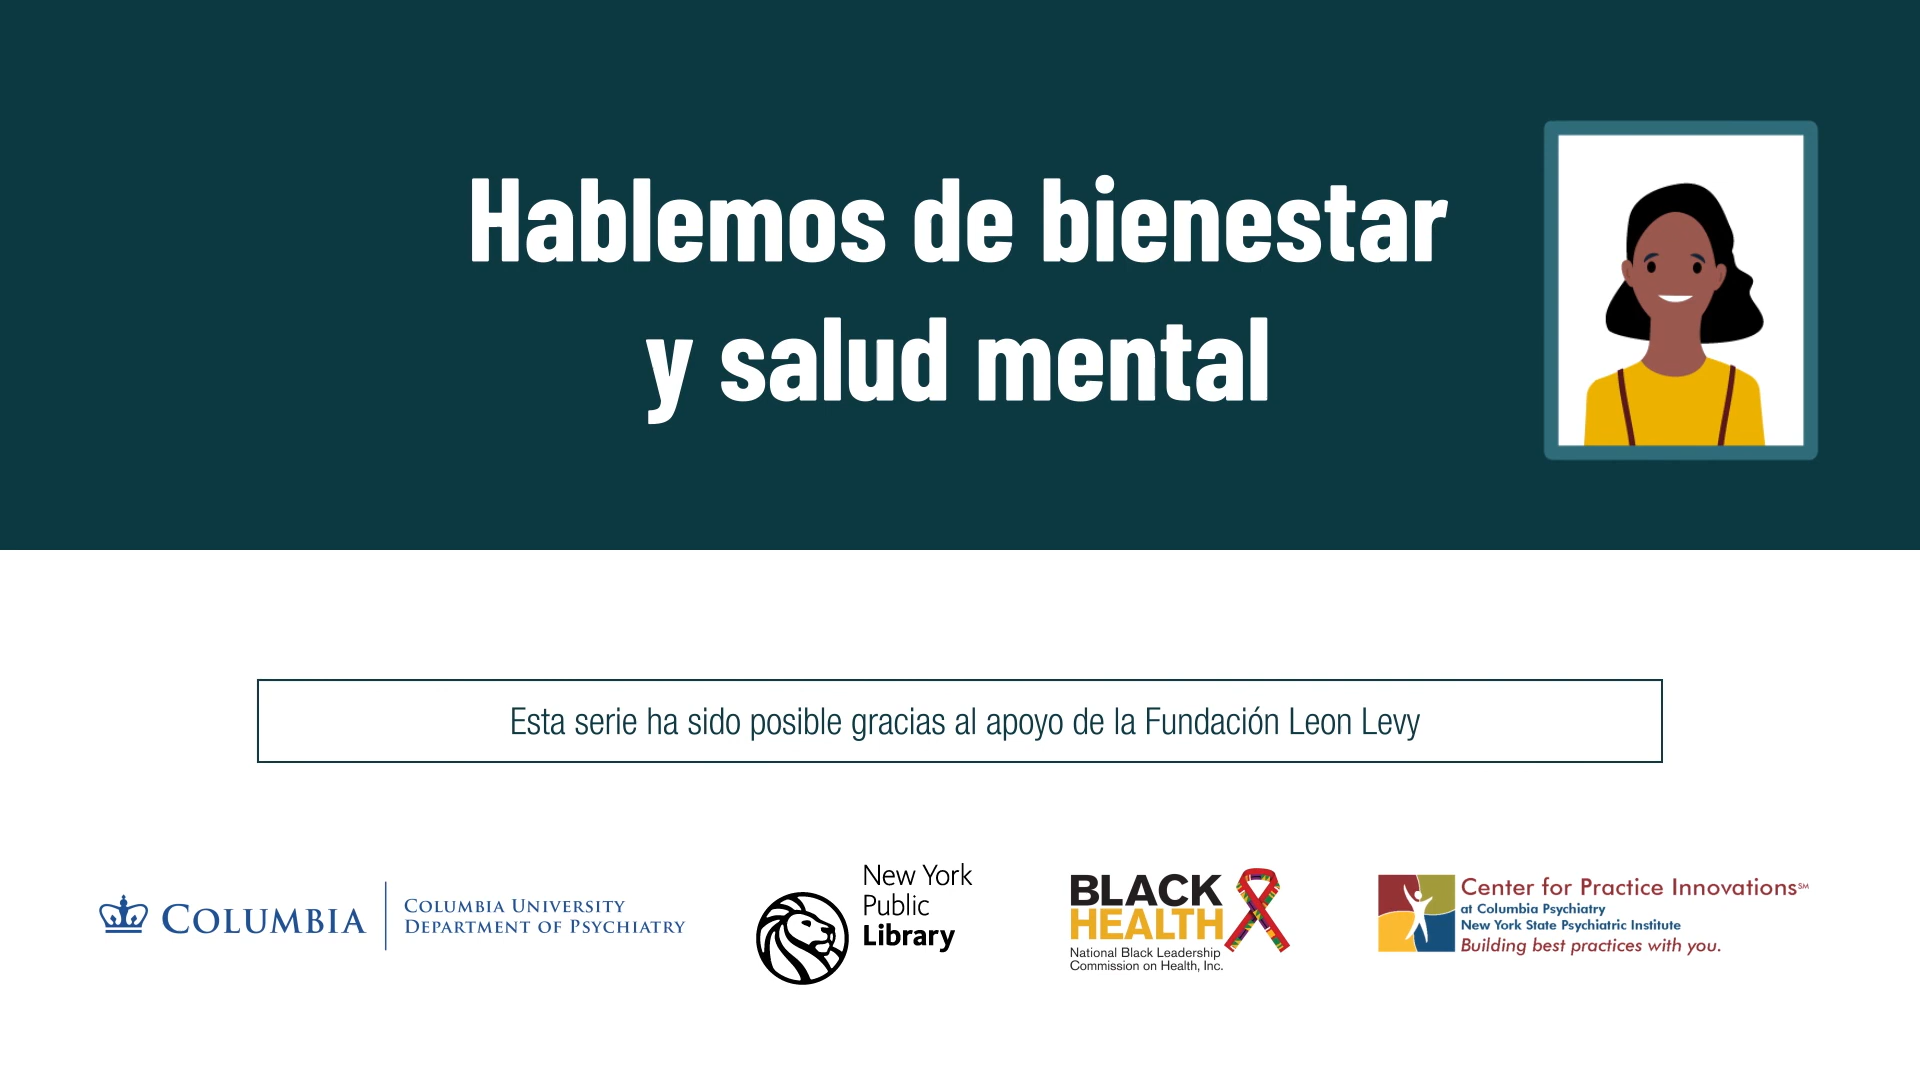 Hablemos de bienestar
y salud mental
Esta serie ha sido posible gracias al apoyo de la Fundación Leon Levy
COLUMBIA
COLUMBIA UNIVERSITY
DEPARTMENT OF PSYCHIATRY
New York
Public
Library
BLACK
HEALTH
National Black Leadership
Commission on Health, Inc.
Center for Practice Innovations℠
at Columbia Psychiatry
New York State Psychiatric Institute
Building best practices with you.